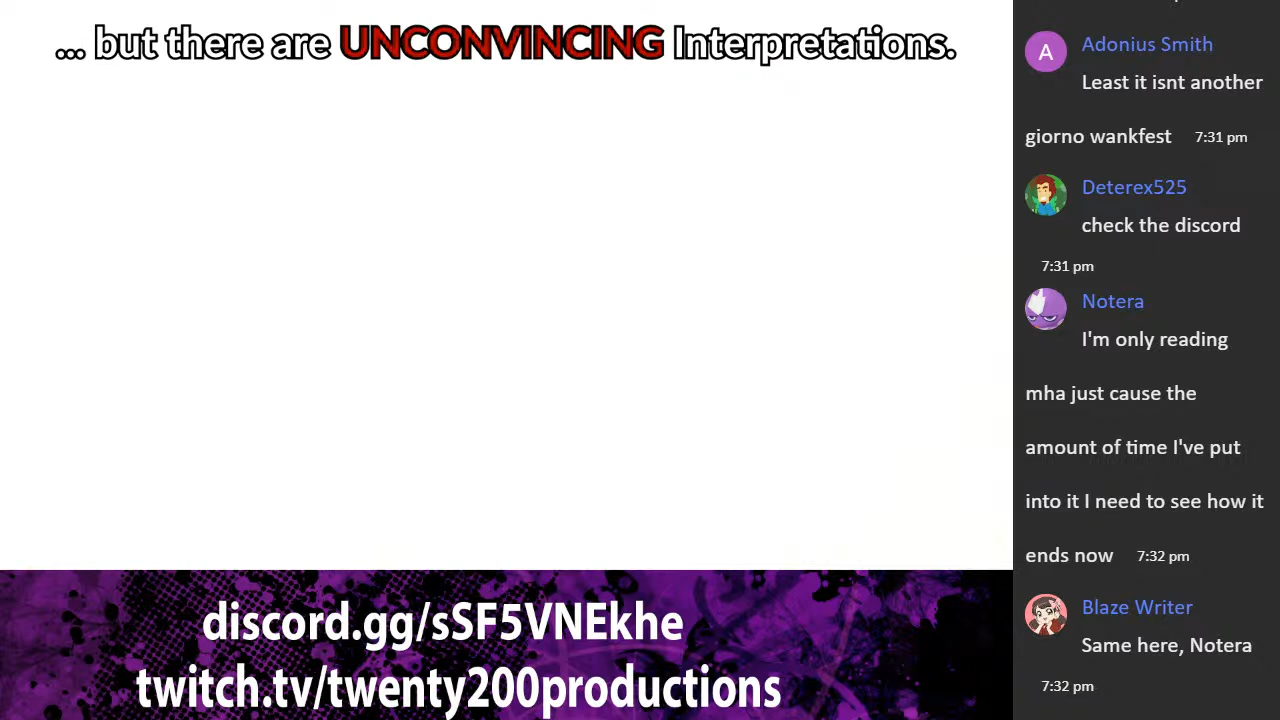 ... but there are UNCONVINCING Interpretations.
discord.gg/sSF5VNEkhe
twitch.tv/twenty200productions
A
Adonius Smith
Least it isnt another
giorno wankfest 7:31 pm
Deterex525
check the discord
7:31 pm
Notera
I'm only reading
mha just cause the
amount of time I've put
into it I need to see how it
ends now 7:32 pm
Blaze Writer
Same here, Notera
7:32 pm